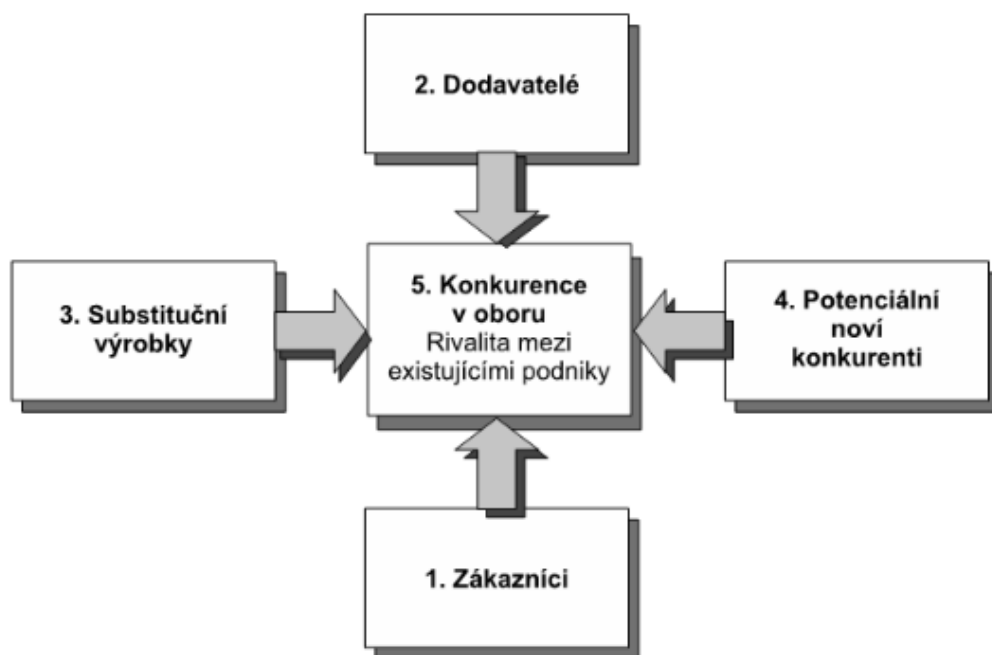 2. Dodavatelé
3. Substituční
výrobky
5. Konkurence
v oboru
Rivalita mezi
existujícími podniky
4. Potenciální
noví
konkurenti
1. Zákazníci